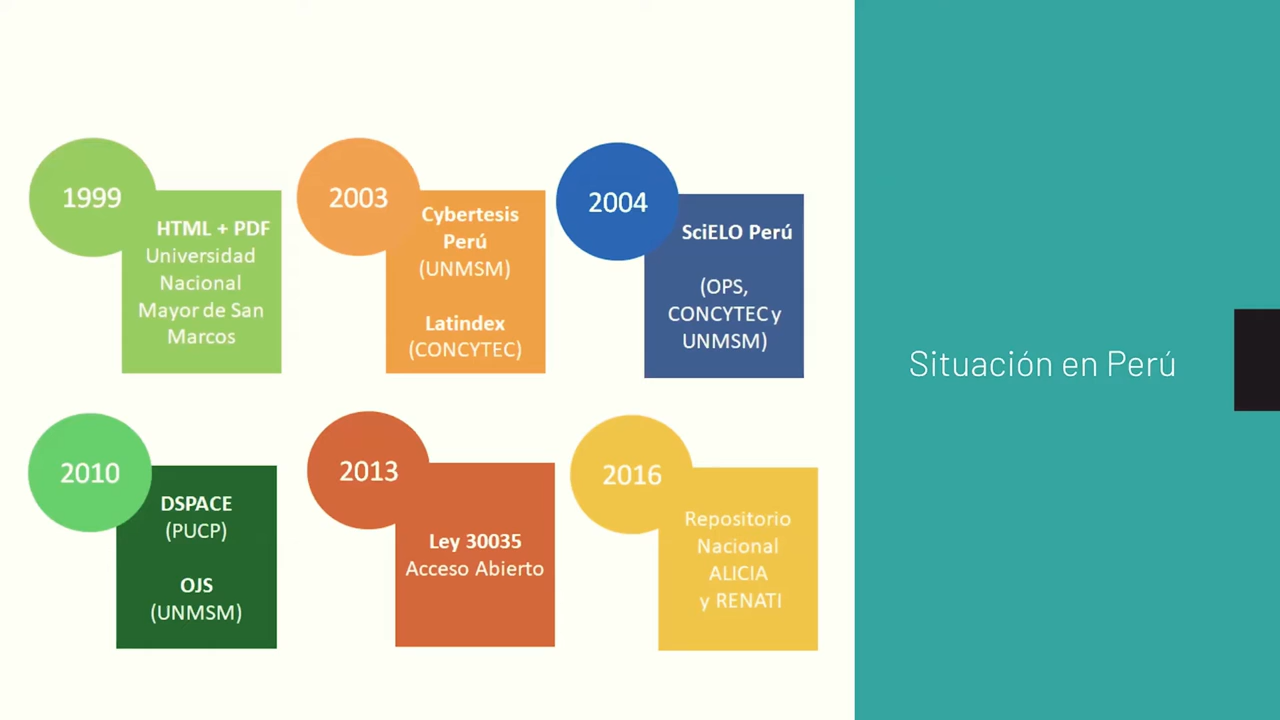 1999
HTML + PDF
Universidad
Nacional
Mayor de San
Marcos
2003
Cybertesis
Perú
(UNMSM)
Latindex
(CONCYTEC)
2004
SciELO Perú
(OPS,
CONCYTEC y
UNMSM)
2010
DSPACE
(PUCP)
OJS
(UNMSM)
2013
Ley 30035
Acceso Abierto
2016
Repositorio
Nacional
ALICIA
y RENATI
Situación en Perú